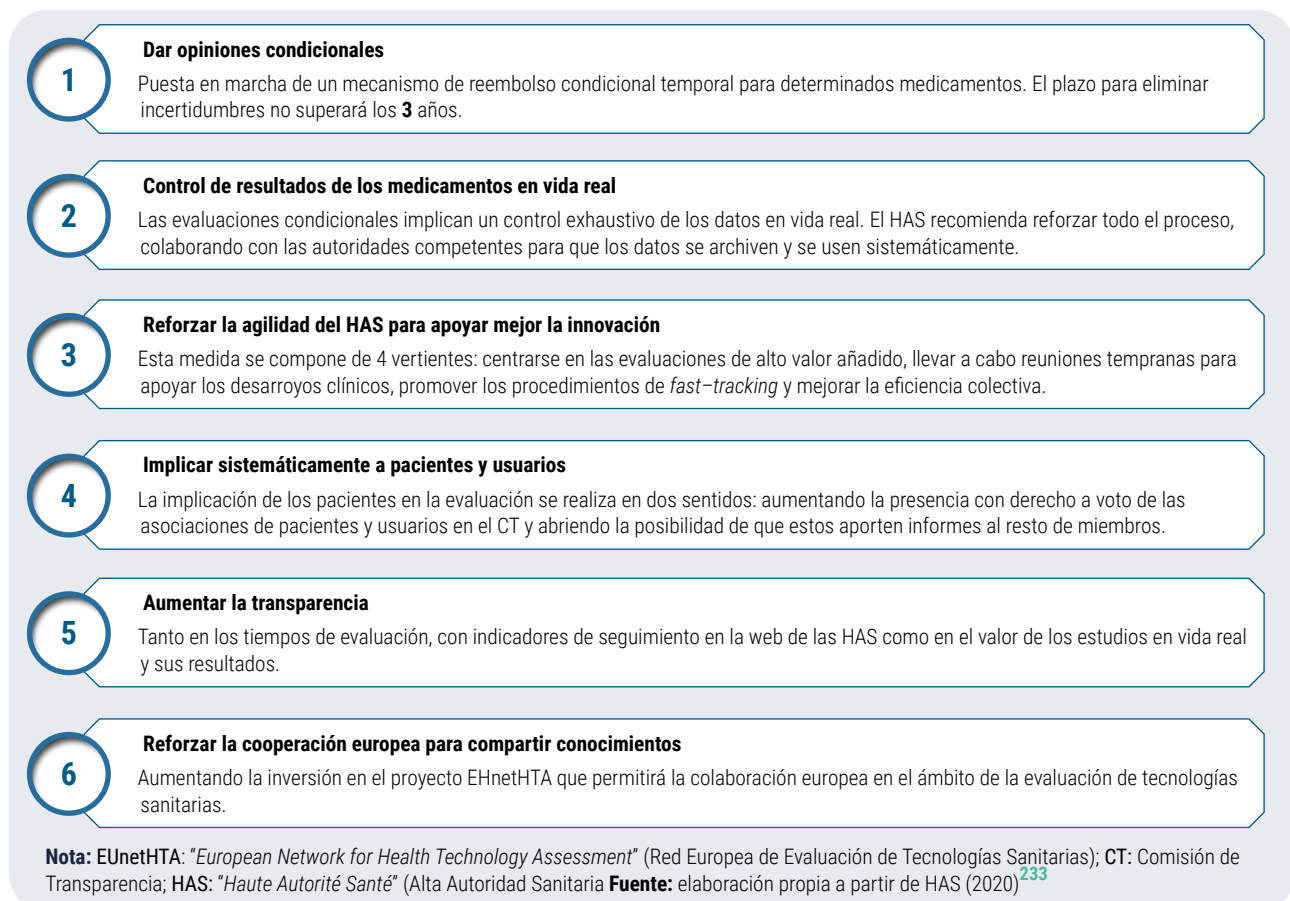 1
Dar opiniones condicionales
Puesta en marcha de un mecanismo de reembolso condicional temporal para determinados medicamentos. El plazo para eliminar
incertidumbres no superará los 3 años.
2
Control de resultados de los medicamentos en vida real
Las evaluaciones condicionales implican un control exhaustivo de los datos en vida real. El HAS recomienda reforzar todo el proceso,
colaborando con las autoridades competentes para que los datos se archiven y se usen sistemáticamente.
3
Reforzar la agilidad del HAS para apoyar mejor la innovación
Esta medida se compone de 4 vertientes: centrarse en las evaluaciones de alto valor añadido, llevar a cabo reuniones tempranas para
apoyar los desarroyos clínicos, promover los procedimientos de fast–tracking y mejorar la eficiencia colectiva.
4
Implicar sistemáticamente a pacientes y usuarios
La implicación de los pacientes en la evaluación se realiza en dos sentidos: aumentando la presencia con derecho a voto de las
asociaciones de pacientes y usuarios en el CT y abriendo la posibilidad de que estos aporten informes al resto de miembros.
5
Aumentar la transparencia
Tanto en los tiempos de evaluación, con indicadores de seguimiento en la web de las HAS como en el valor de los estudios en vida real
y sus resultados.
6
Reforzar la cooperación europea para compartir conocimientos
Aumentando la inversión en el proyecto EHnetHTA que permitirá la colaboración europea en el ámbito de la evaluación de tecnologías
sanitarias.
Nota: EUnetHTA: "European Network for Health Technology Assessment" (Red Europea de Evaluación de Tecnologías Sanitarias); CT: Comisión de
Transparencia; HAS: "Haute Autorité Santé" (Alta Autoridad Sanitaria Fuente: elaboración propia a partir de HAS (2020)233